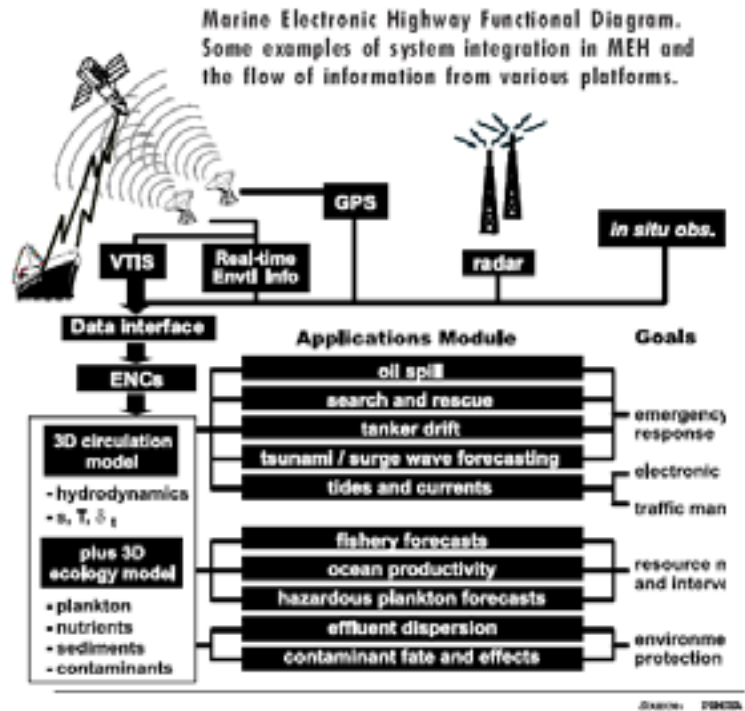 Marine Electronic Highway Functional Diagram.
Some examples of system integration in MEH and
the flow of information from various platforms.
GPS
in situ obs.
VTIS
Real-time
Envtl Info
radar
Data interface
ENCs
Applications Module
Goals
oil spill
search and rescue
tanker drift
tsunami / surge wave forecasting
tides and currents
emergency
response
electronic
traffic man
3D circulation
model
- hydrodynamics
- s, T, δ t
plus 3D
ecology model
- plankton
- nutrients
- sediments
- contaminants
fishery forecasts
ocean productivity
hazardous plankton forecasts
effluent dispersion
contaminant fate and effects
resource m
and interve
environme
protection